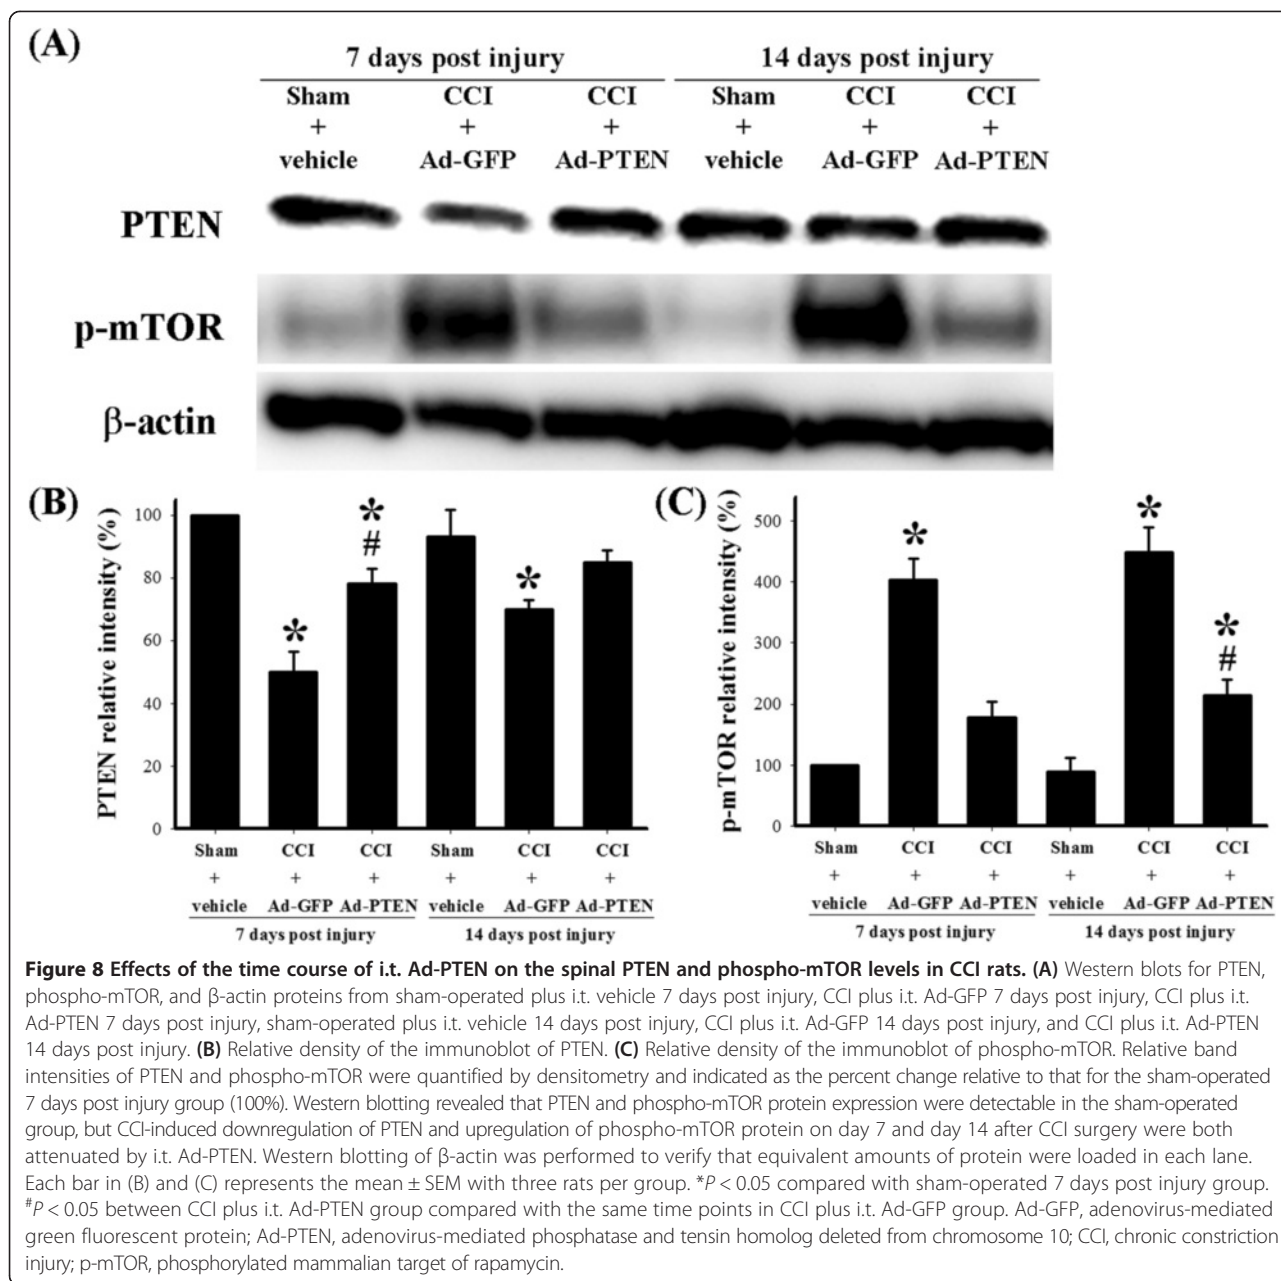 (A)
7 days post injury 14 days post injury
Sham CCI CCI Sham CCI CCI
+ + + + + +
vehicle Ad-GFP Ad-PTEN vehicle Ad-GFP Ad-PTEN
PTEN
p-mTOR
β-actin
(B)
PTEN relative intensity (%)
100
80
60
40
20
0
*
*
#
*
Sham CCI CCI Sham CCI CCI
+ + + + + +
vehicle Ad-GFP Ad-PTEN vehicle Ad-GFP Ad-PTEN
7 days post injury 14 days post injury
(C)
p-mTOR relative intensity (%)
500
400
300
200
100
0
*
*
*
#
Sham CCI CCI Sham CCI CCI
+ + + + + +
vehicle Ad-GFP Ad-PTEN vehicle Ad-GFP Ad-PTEN
7 days post injury 14 days post injury
Figure 8 Effects of the time course of i.t. Ad-PTEN on the spinal PTEN and phospho-mTOR levels in CCI rats. (A) Western blots for PTEN,
phospho-mTOR, and β-actin proteins from sham-operated plus i.t. vehicle 7 days post injury, CCI plus i.t. Ad-GFP 7 days post injury, CCI plus i.t.
Ad-PTEN 7 days post injury, sham-operated plus i.t. vehicle 14 days post injury, CCI plus i.t. Ad-GFP 14 days post injury, and CCI plus i.t. Ad-PTEN
14 days post injury. (B) Relative density of the immunoblot of PTEN. (C) Relative density of the immunoblot of phospho-mTOR. Relative band
intensities of PTEN and phospho-mTOR were quantified by densitometry and indicated as the percent change relative to that for the sham-operated
7 days post injury group (100%). Western blotting revealed that PTEN and phospho-mTOR protein expression were detectable in the sham-operated
group, but CCI-induced downregulation of PTEN and upregulation of phospho-mTOR protein on day 7 and day 14 after CCI surgery were both
attenuated by i.t. Ad-PTEN. Western blotting of β-actin was performed to verify that equivalent amounts of protein were loaded in each lane.
Each bar in (B) and (C) represents the mean ± SEM with three rats per group. *P < 0.05 compared with sham-operated 7 days post injury group.
#P < 0.05 between CCI plus i.t. Ad-PTEN group compared with the same time points in CCI plus i.t. Ad-GFP group. Ad-GFP, adenovirus-mediated
green fluorescent protein; Ad-PTEN, adenovirus-mediated phosphatase and tensin homolog deleted from chromosome 10; CCI, chronic constriction
injury; p-mTOR, phosphorylated mammalian target of rapamycin.